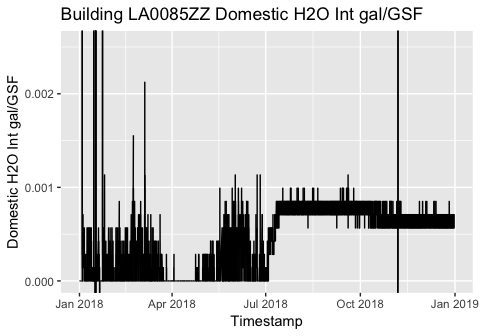 Building LA0085ZZ Domestic H2O Int gal/GSF
Domestic H2O Int gal/GSF
0.002
0.001
0.000
Jan 2018
Apr 2018
Jul 2018
Oct 2018
Jan 2019
Timestamp